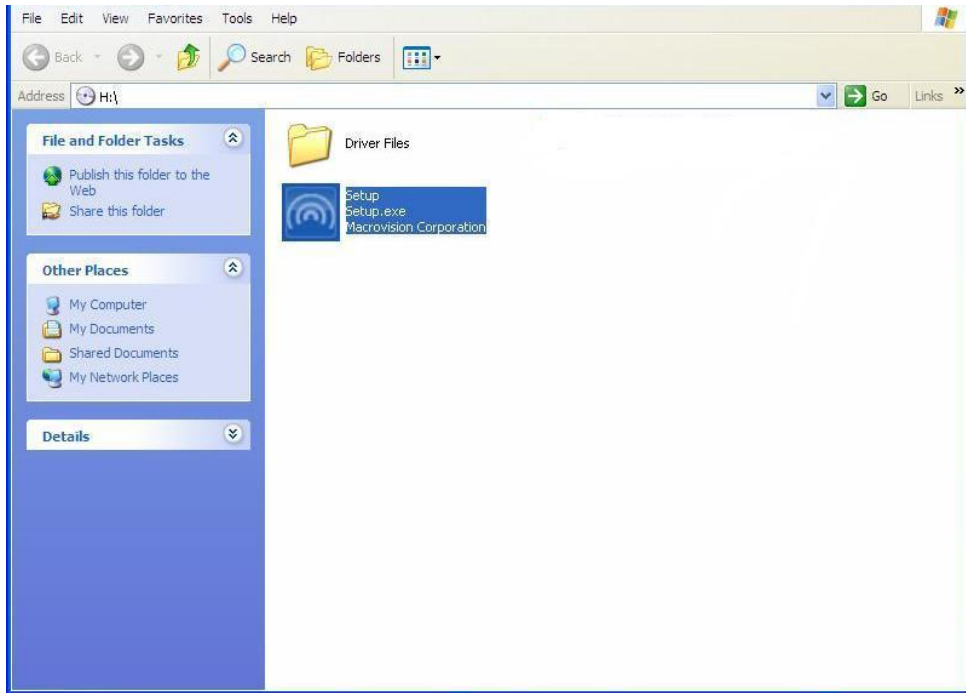 File Edit View Favorites Tools Help
Back Search Folders
Address H:\ Go Links »
File and Folder Tasks
Publish this folder to the
Web
Share this folder
Other Places
My Computer
My Documents
Shared Documents
My Network Places
Details
Driver Files
Setup
Setup.exe
Macrovision Corporation